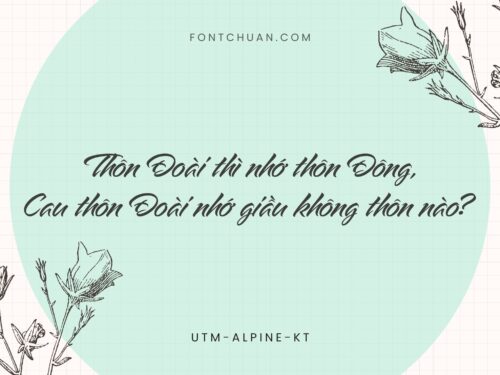 FONTCHUAN.COM
Thôn Đoài thì nhớ thôn Đông,
Cau thôn Đoài nhớ giầu không thôn nào?
UTM-ALPINE-KT